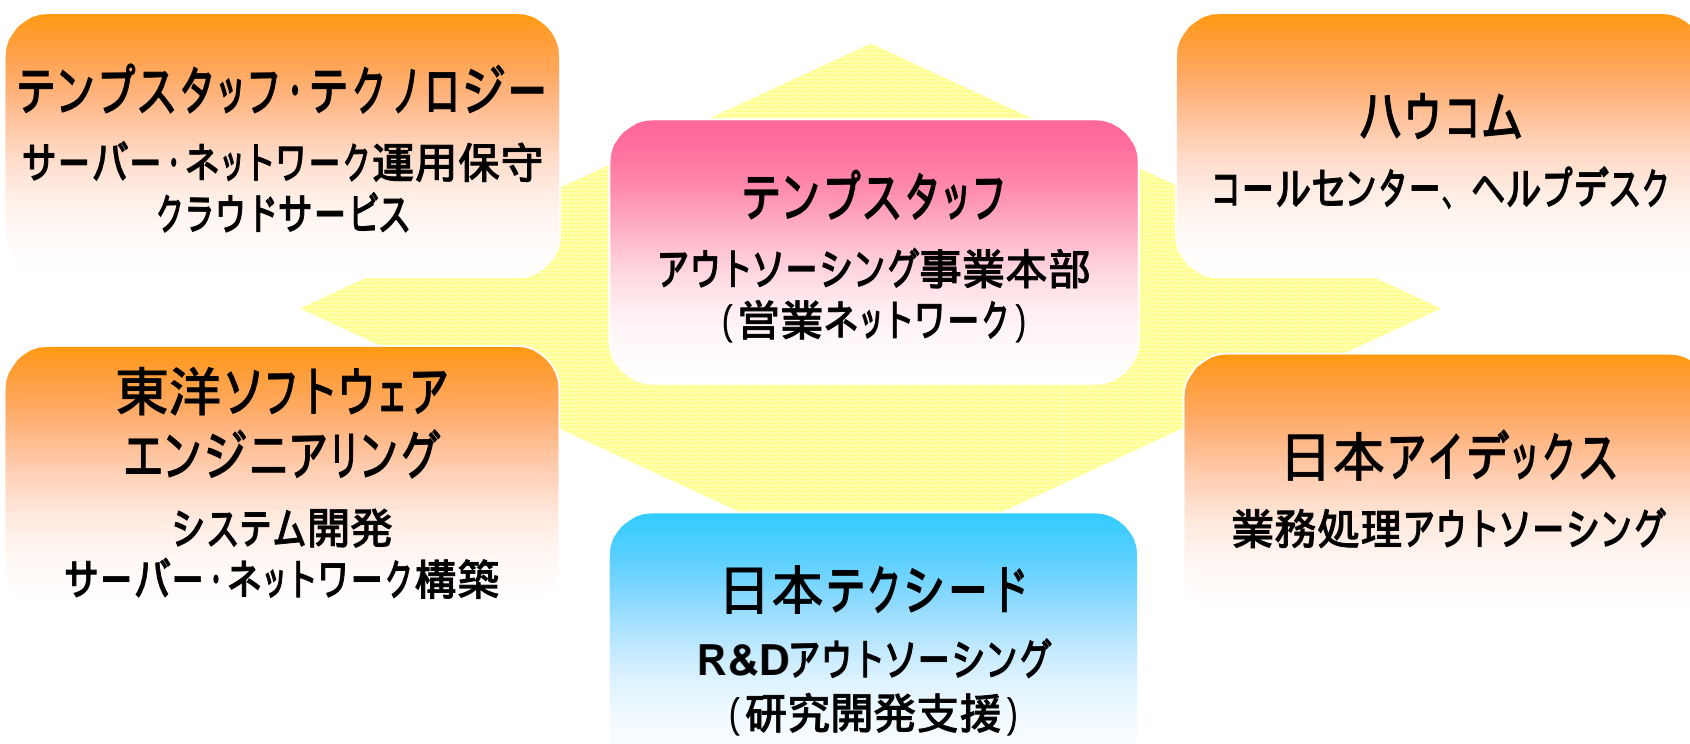 テンプスタッフ・テクノロジー
サーバー・ネットワーク運用保守
クラウドサービス
テンプスタッフ
アウトソーシング事業本部
(営業ネットワーク)
ハウコム
コールセンター、ヘルプデスク
東洋ソフトウェア
エンジニアリング
システム開発
サーバー・ネットワーク構築
日本テクシード
R&Dアウトソーシング
(研究開発支援)
日本アイデックス
業務処理アウトソーシング